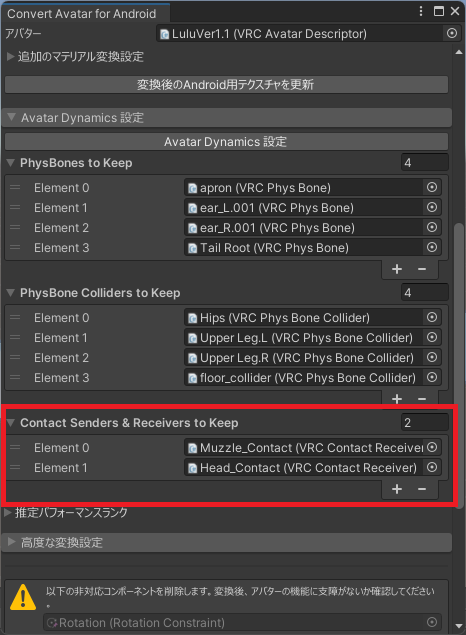 Convert Avatar for Android
アバター LuluVer1.1 (VRC Avatar Descriptor)
追加のマテリアル変換設定
変換後のAndroid用テクスチャを更新
Avatar Dynamics 設定
Avatar Dynamics 設定
PhysBones to Keep 4
Element 0 apron (VRC Phys Bone)
Element 1 ear_L.001 (VRC Phys Bone)
Element 2 ear_R.001 (VRC Phys Bone)
Element 3 Tail Root (VRC Phys Bone)
+ −
PhysBone Colliders to Keep 4
Element 0 Hips (VRC Phys Bone Collider)
Element 1 Upper Leg.L (VRC Phys Bone Collider)
Element 2 Upper Leg.R (VRC Phys Bone Collider)
Element 3 floor_collider (VRC Phys Bone Collider)
+ −
Contact Senders & Receivers to Keep 2
Element 0 Muzzle_Contact (VRC Contact Receiver
Element 1 Head_Contact (VRC Contact Receiver)
+ −
推定パフォーマンスランク
高度な変換設定
以下の非対応コンポーネントを削除します。変換後、アバターの機能に支障がないか確認してください
。
Rotation (Rotation Constraint)